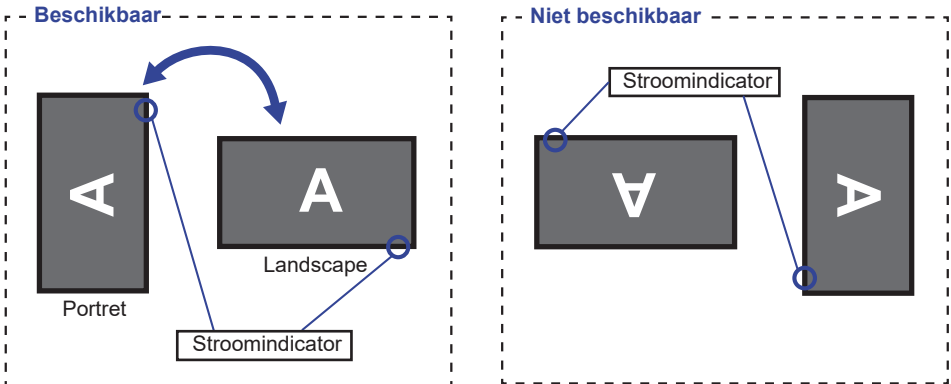 Beschikbaar
A
A
Landscape
Portret
Stroomindicator
Niet beschikbaar
Stroomindicator
A
A